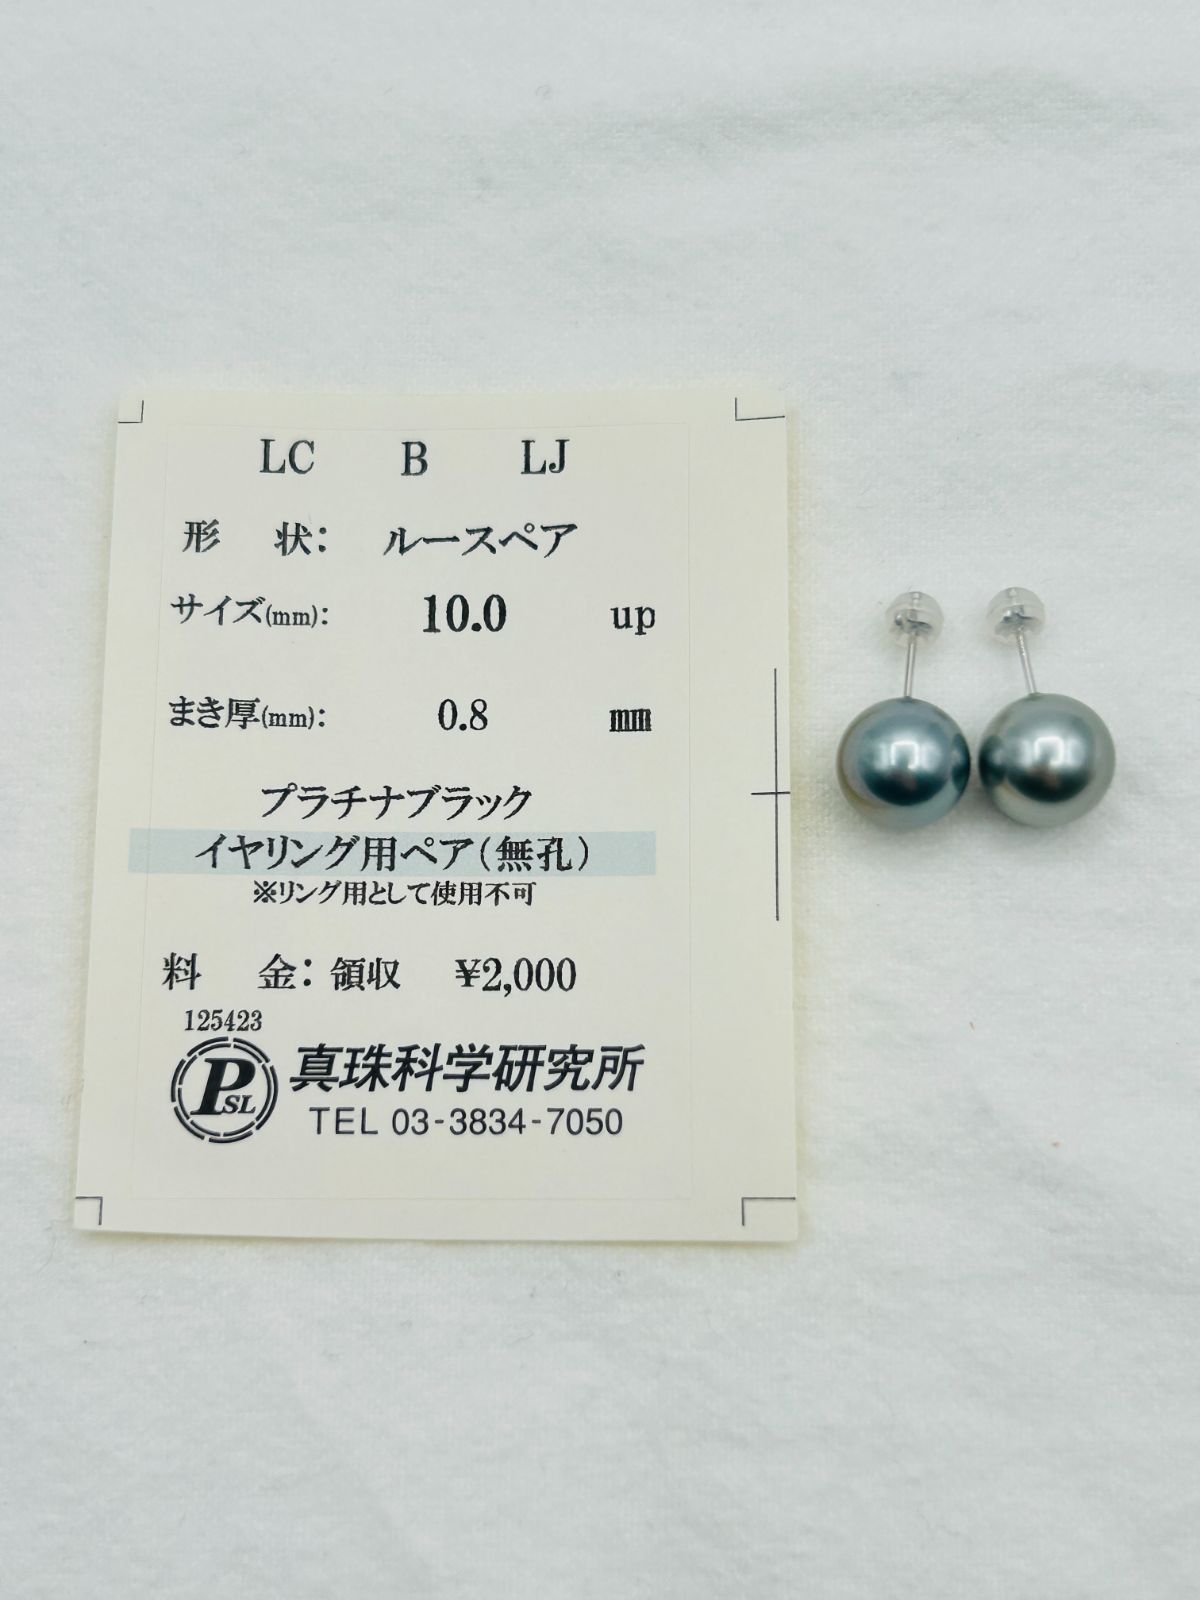 LC B LJ
形 状: ルースペア
サイズ(mm): 10.0 up
まき厚(mm): 0.8 mm
プラチナブラック
イヤリング用ペア(無孔)
※リング用として使用不可
料 金: 領収 ¥2,000
125423
PSL 真珠科学研究所
TEL 03-3834-7050